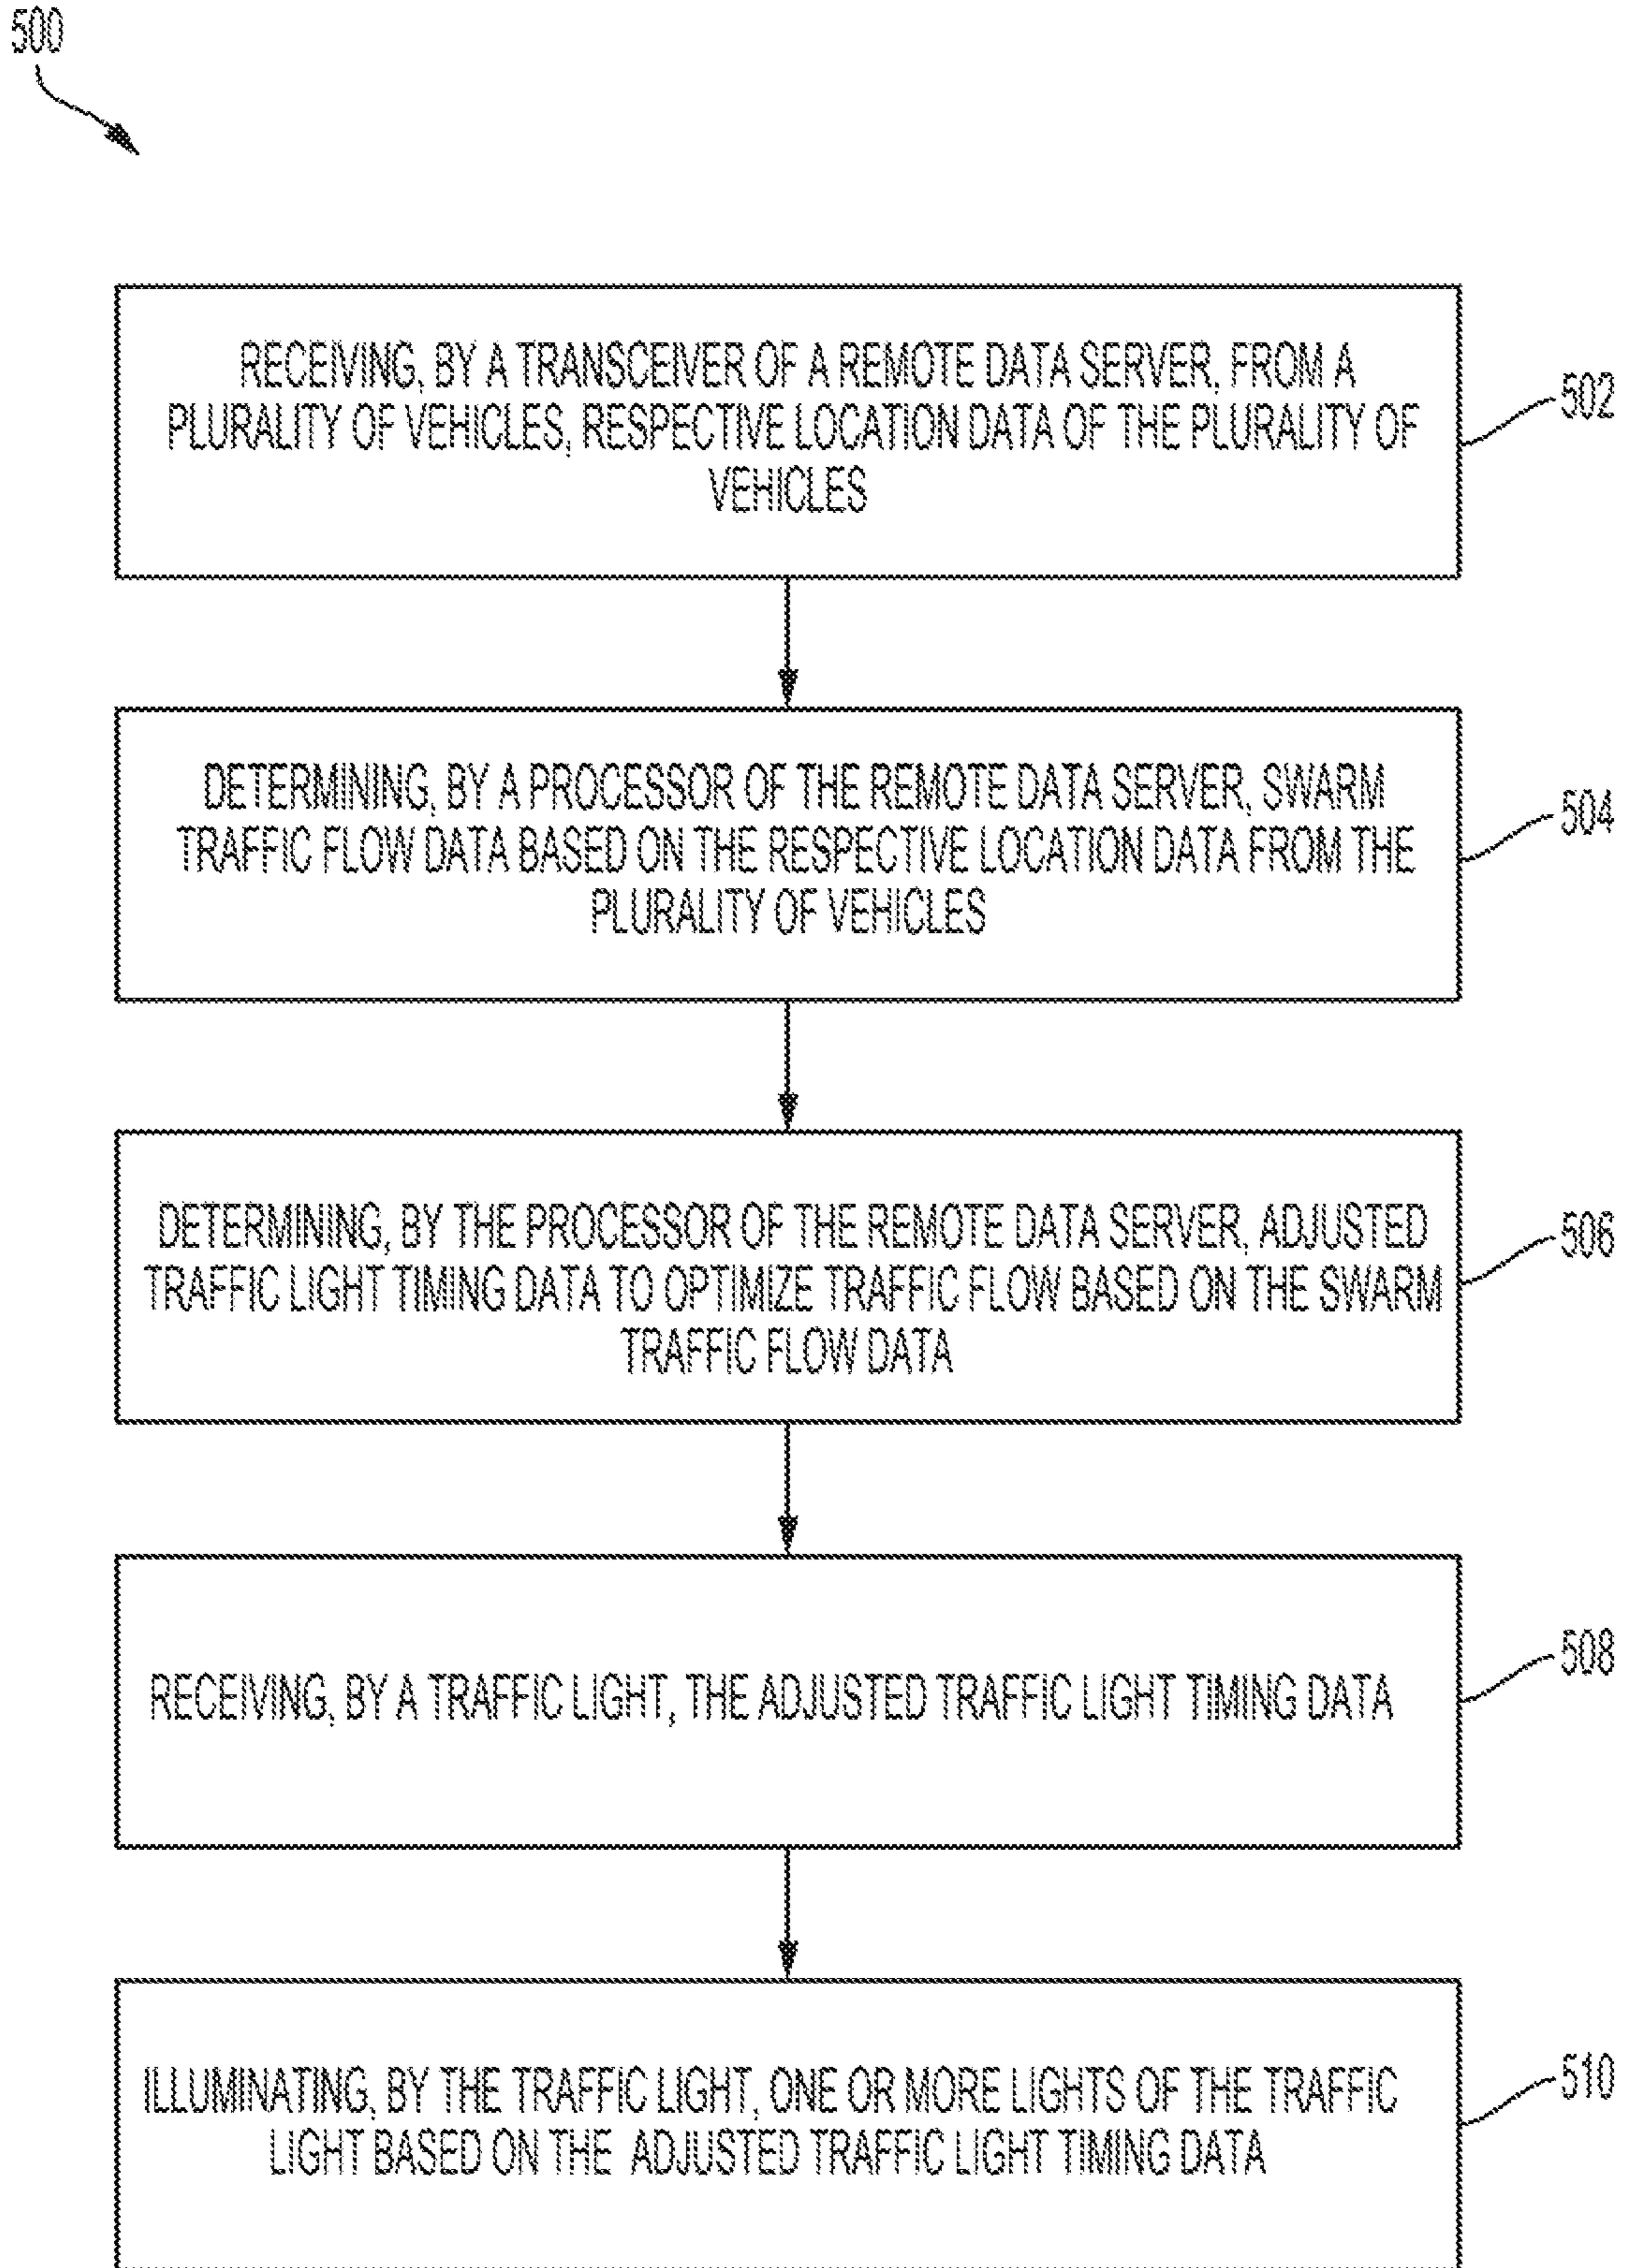 500
RECEIVING, BY A TRANSCEIVER OF A REMOTE DATA SERVER, FROM A
PLURALITY OF VEHICLES, RESPECTIVE LOCATION DATA OF THE PLURALITY OF
VEHICLES
502
DETERMINING, BY A PROCESSOR OF THE REMOTE DATA SERVER, SWARM
TRAFFIC FLOW DATA BASED ON THE RESPECTIVE LOCATION DATA FROM THE
PLURALITY OF VEHICLES
504
DETERMINING, BY THE PROCESSOR OF THE REMOTE DATA SERVER, ADJUSTED
TRAFFIC LIGHT TIMING DATA TO OPTIMIZE TRAFFIC FLOW BASED ON THE SWARM
TRAFFIC FLOW DATA
506
RECEIVING, BY A TRAFFIC LIGHT, THE ADJUSTED TRAFFIC LIGHT TIMING DATA
508
ILLUMINATING, BY THE TRAFFIC LIGHT, ONE OR MORE LIGHTS OF THE TRAFFIC
LIGHT BASED ON THE ADJUSTED TRAFFIC LIGHT TIMING DATA
510